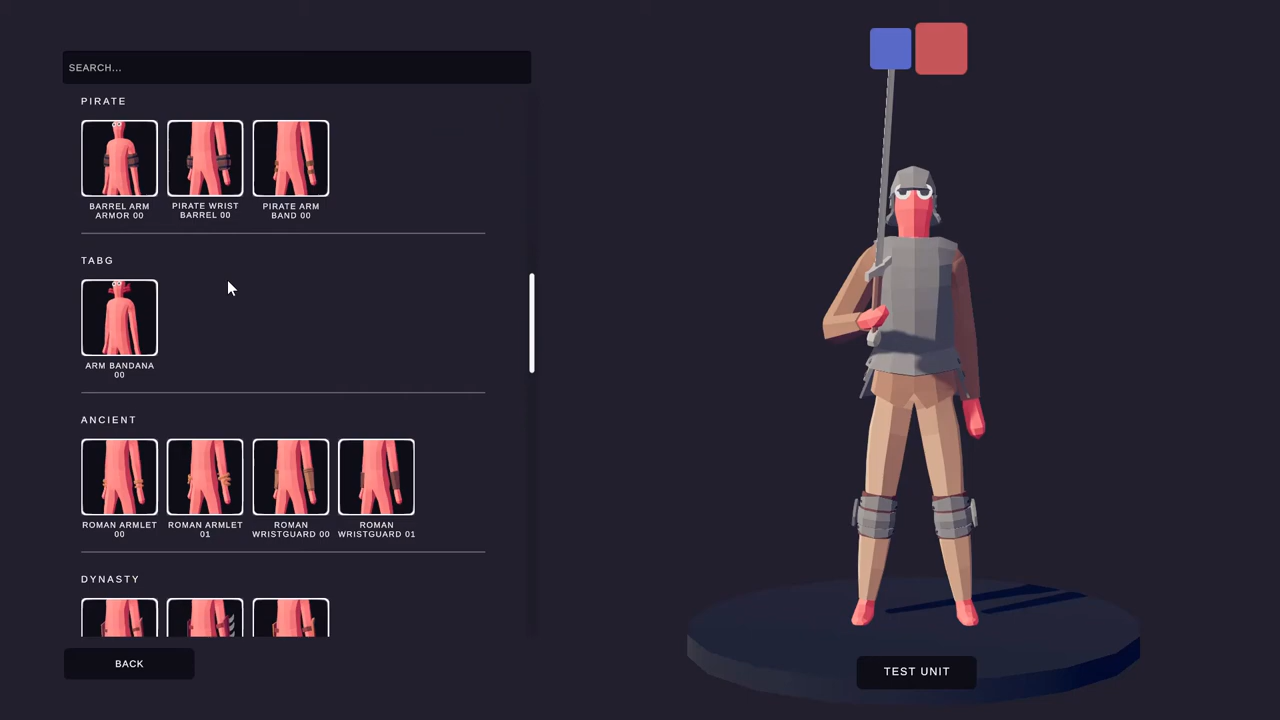 SEARCH...
PIRATE
BARREL ARM
ARMOR 00
PIRATE WRIST
BARREL 00
PIRATE ARM
BAND 00
TABG
ARM BANDANA
00
ANCIENT
ROMAN ARMLET
00
ROMAN ARMLET
01
ROMAN
WRISTGUARD 00
ROMAN
WRISTGUARD 01
DYNASTY
BACK
TEST UNIT